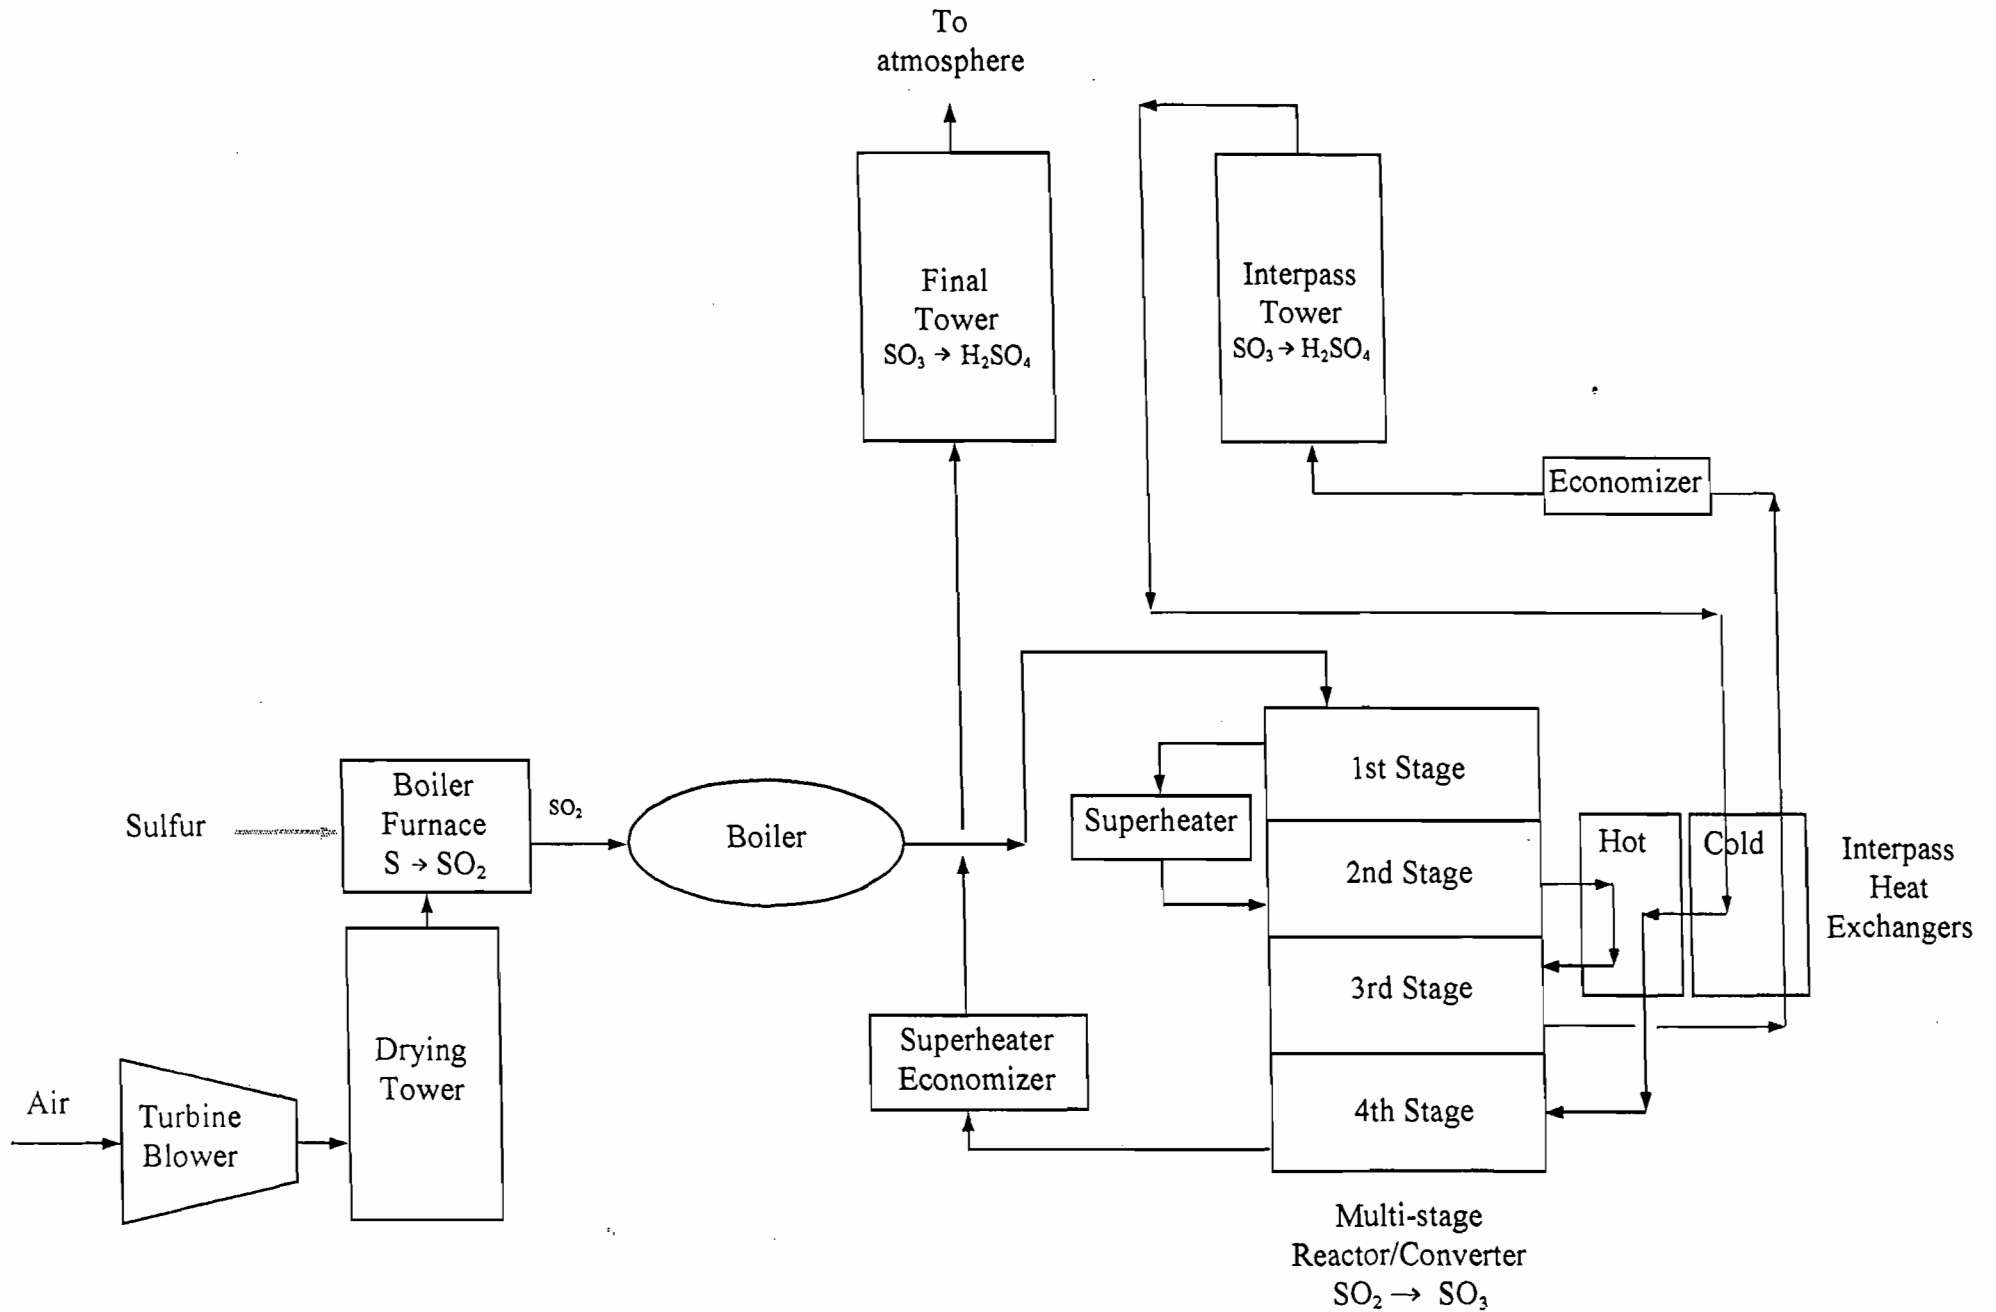 To
atmosphere
Final
Tower
SO₃ → H₂SO₄
Interpass
Tower
SO₃ → H₂SO₄
Economizer
1st Stage
Superheater
2nd Stage
3rd Stage
4th Stage
Hot
Cold
Interpass
Heat
Exchangers
Sulfur
Boiler
Furnace
S → SO₂
SO₂
Boiler
Superheater
Economizer
Drying
Tower
Air
Turbine
Blower
Multi-stage
Reactor/Converter
SO₂ → SO₃